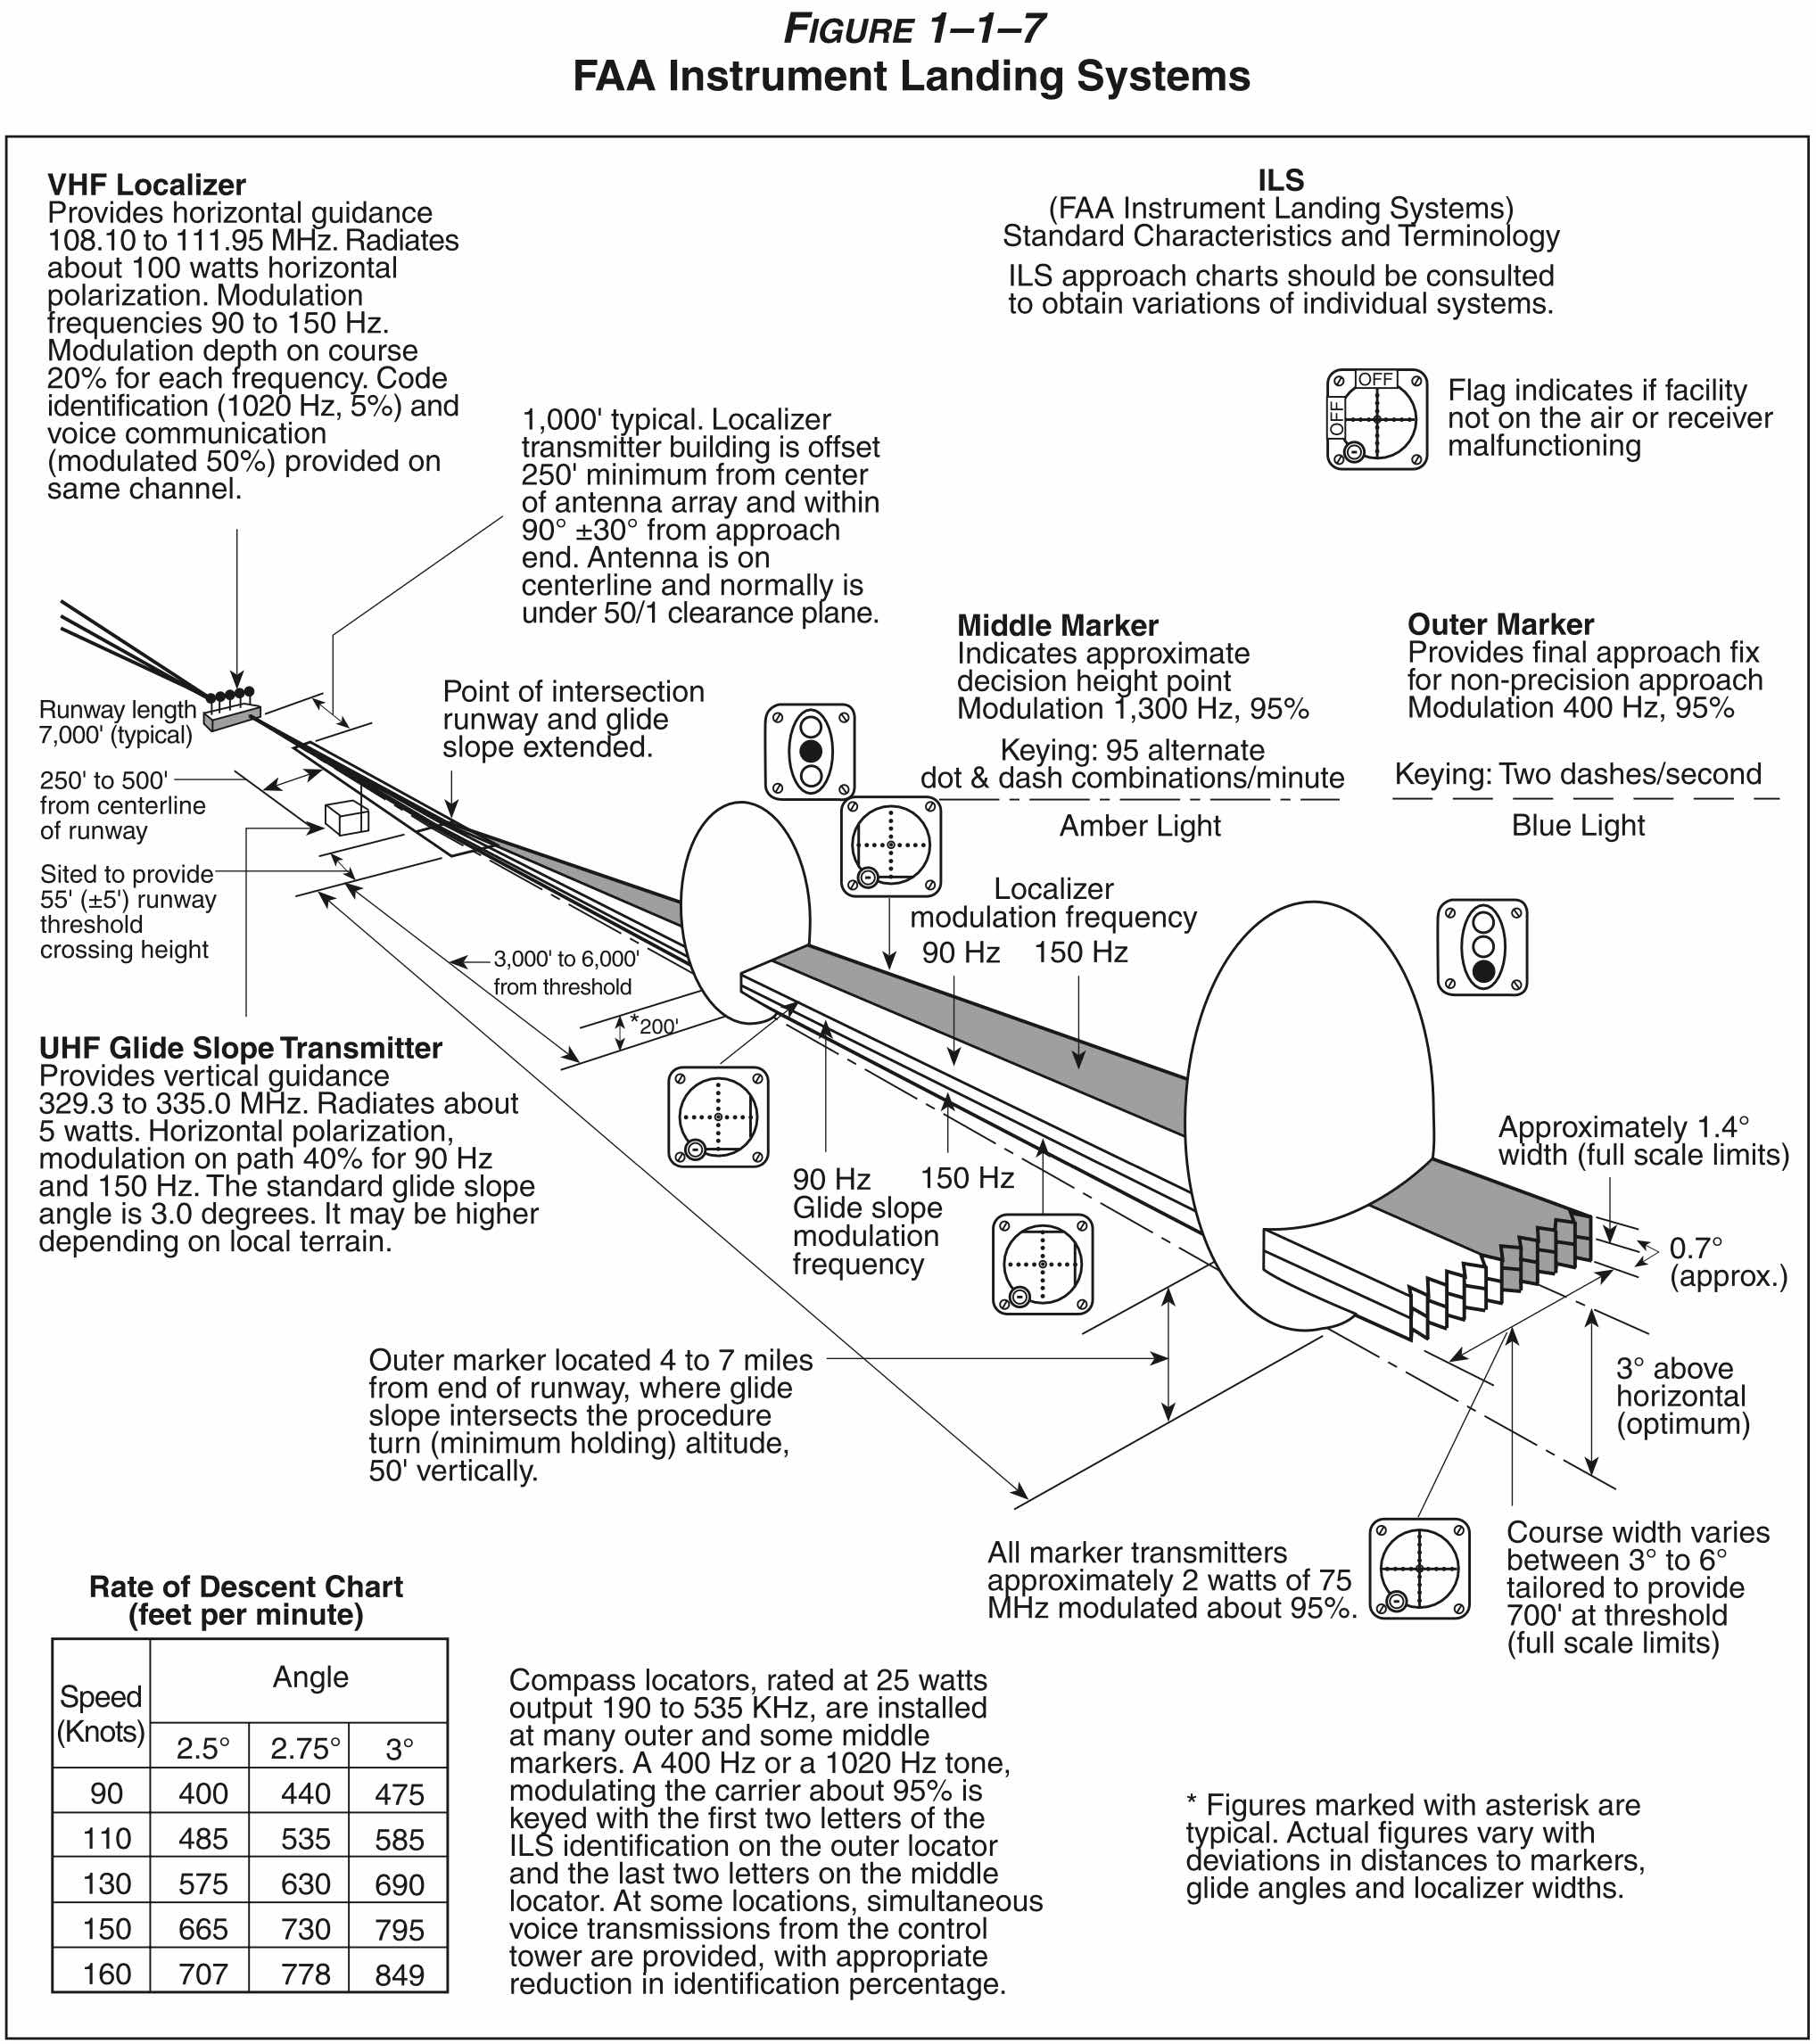 FIGURE 1–1–7
FAA Instrument Landing Systems
VHF Localizer
Provides horizontal guidance
108.10 to 111.95 MHz. Radiates
about 100 watts horizontal
polarization. Modulation
frequencies 90 to 150 Hz.
Modulation depth on course
20% for each frequency. Code
identification (1020 Hz, 5%) and
voice communication
(modulated 50%) provided on
same channel.
ILS
(FAA Instrument Landing Systems)
Standard Characteristics and Terminology
ILS approach charts should be consulted
to obtain variations of individual systems.
OFF
OFF
Flag indicates if facility
not on the air or receiver
malfunctioning
1,000' typical. Localizer
transmitter building is offset
250' minimum from center
of antenna array and within
90° ±30° from approach
end. Antenna is on
centerline and normally is
under 50/1 clearance plane.
Runway length
7,000' (typical)
250' to 500'
from centerline
of runway
Sited to provide
55' (±5') runway
threshold
crossing height
Point of intersection
runway and glide
slope extended.
Middle Marker
Indicates approximate
decision height point
Modulation 1,300 Hz, 95%
Keying: 95 alternate
dot & dash combinations/minute
Amber Light
Outer Marker
Provides final approach fix
for non-precision approach
Modulation 400 Hz, 95%
Keying: Two dashes/second
Blue Light
Localizer
modulation frequency
90 Hz 150 Hz
3,000' to 6,000'
from threshold
*200'
UHF Glide Slope Transmitter
Provides vertical guidance
329.3 to 335.0 MHz. Radiates about
5 watts. Horizontal polarization,
modulation on path 40% for 90 Hz
and 150 Hz. The standard glide slope
angle is 3.0 degrees. It may be higher
depending on local terrain.
90 Hz 150 Hz
Glide slope
modulation
frequency
Approximately 1.4°
width (full scale limits)
0.7°
(approx.)
3° above
horizontal
(optimum)
Outer marker located 4 to 7 miles
from end of runway, where glide
slope intersects the procedure
turn (minimum holding) altitude,
50' vertically.
All marker transmitters
approximately 2 watts of 75
MHz modulated about 95%.
Course width varies
between 3° to 6°
tailored to provide
700' at threshold
(full scale limits)
Rate of Descent Chart
(feet per minute)
Speed
(Knots)
Angle
2.5° 2.75° 3°
90 400 440 475
110 485 535 585
130 575 630 690
150 665 730 795
160 707 778 849
Compass locators, rated at 25 watts
output 190 to 535 KHz, are installed
at many outer and some middle
markers. A 400 Hz or a 1020 Hz tone,
modulating the carrier about 95% is
keyed with the first two letters of the
ILS identification on the outer locator
and the last two letters on the middle
locator. At some locations, simultaneous
voice transmissions from the control
tower are provided, with appropriate
reduction in identification percentage.
* Figures marked with asterisk are
typical. Actual figures vary with
deviations in distances to markers,
glide angles and localizer widths.